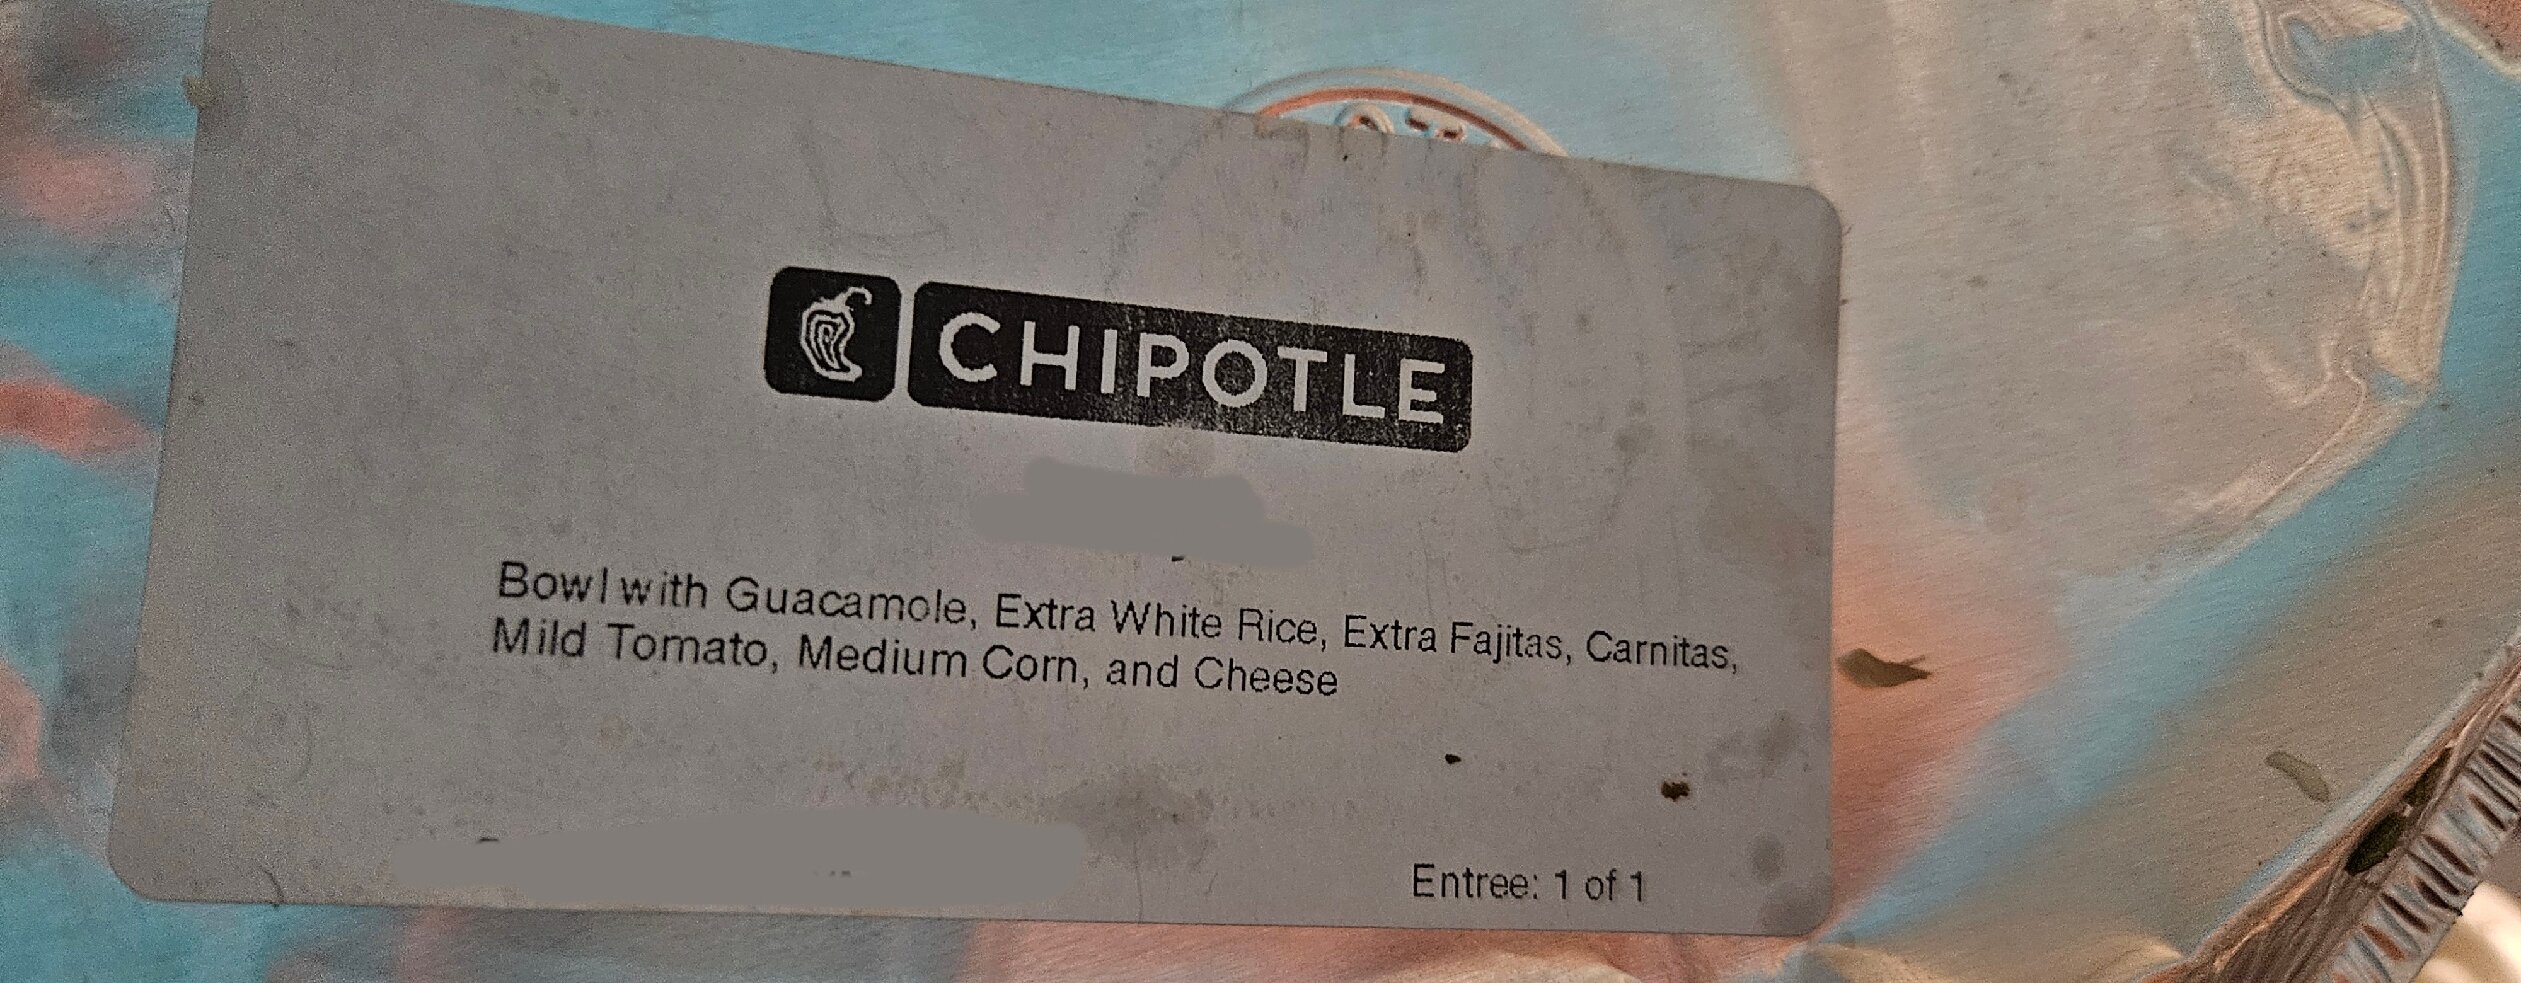 CHIPOTLE
Bowl with Guacamole, Extra White Rice, Extra Fajitas, Carnitas,
Mild Tomato, Medium Corn, and Cheese
Entree: 1 of 1